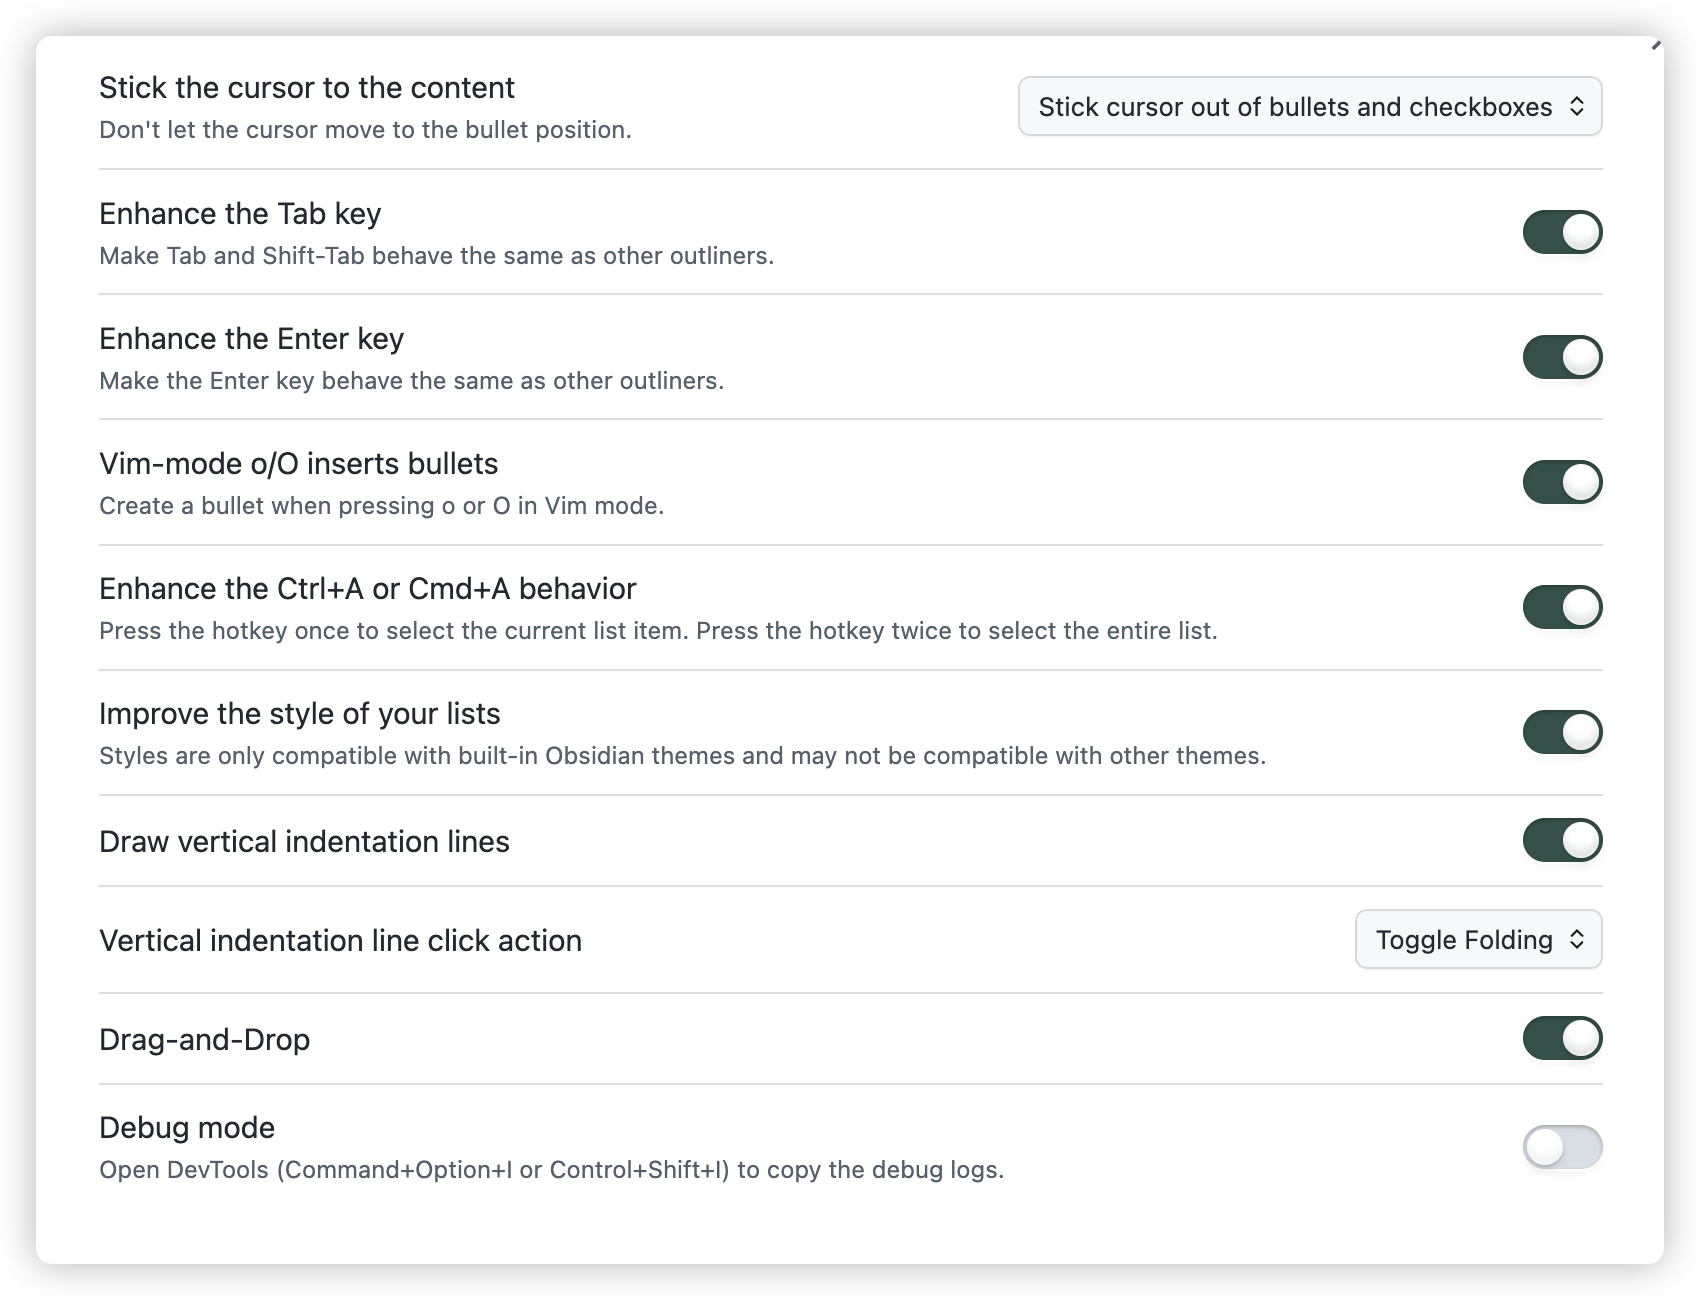 Stick the cursor to the content
Stick cursor out of bullets and checkboxes
Don't let the cursor move to the bullet position.
Enhance the Tab key
Make Tab and Shift-Tab behave the same as other outliners.
Enhance the Enter key
Make the Enter key behave the same as other outliners.
Vim-mode o/O inserts bullets
Create a bullet when pressing o or O in Vim mode.
Enhance the Ctrl+A or Cmd+A behavior
Press the hotkey once to select the current list item. Press the hotkey twice to select the entire list.
Improve the style of your lists
Styles are only compatible with built-in Obsidian themes and may not be compatible with other themes.
Draw vertical indentation lines
Vertical indentation line click action
Toggle Folding
Drag-and-Drop
Debug mode
Open DevTools (Command+Option+I or Control+Shift+I) to copy the debug logs.